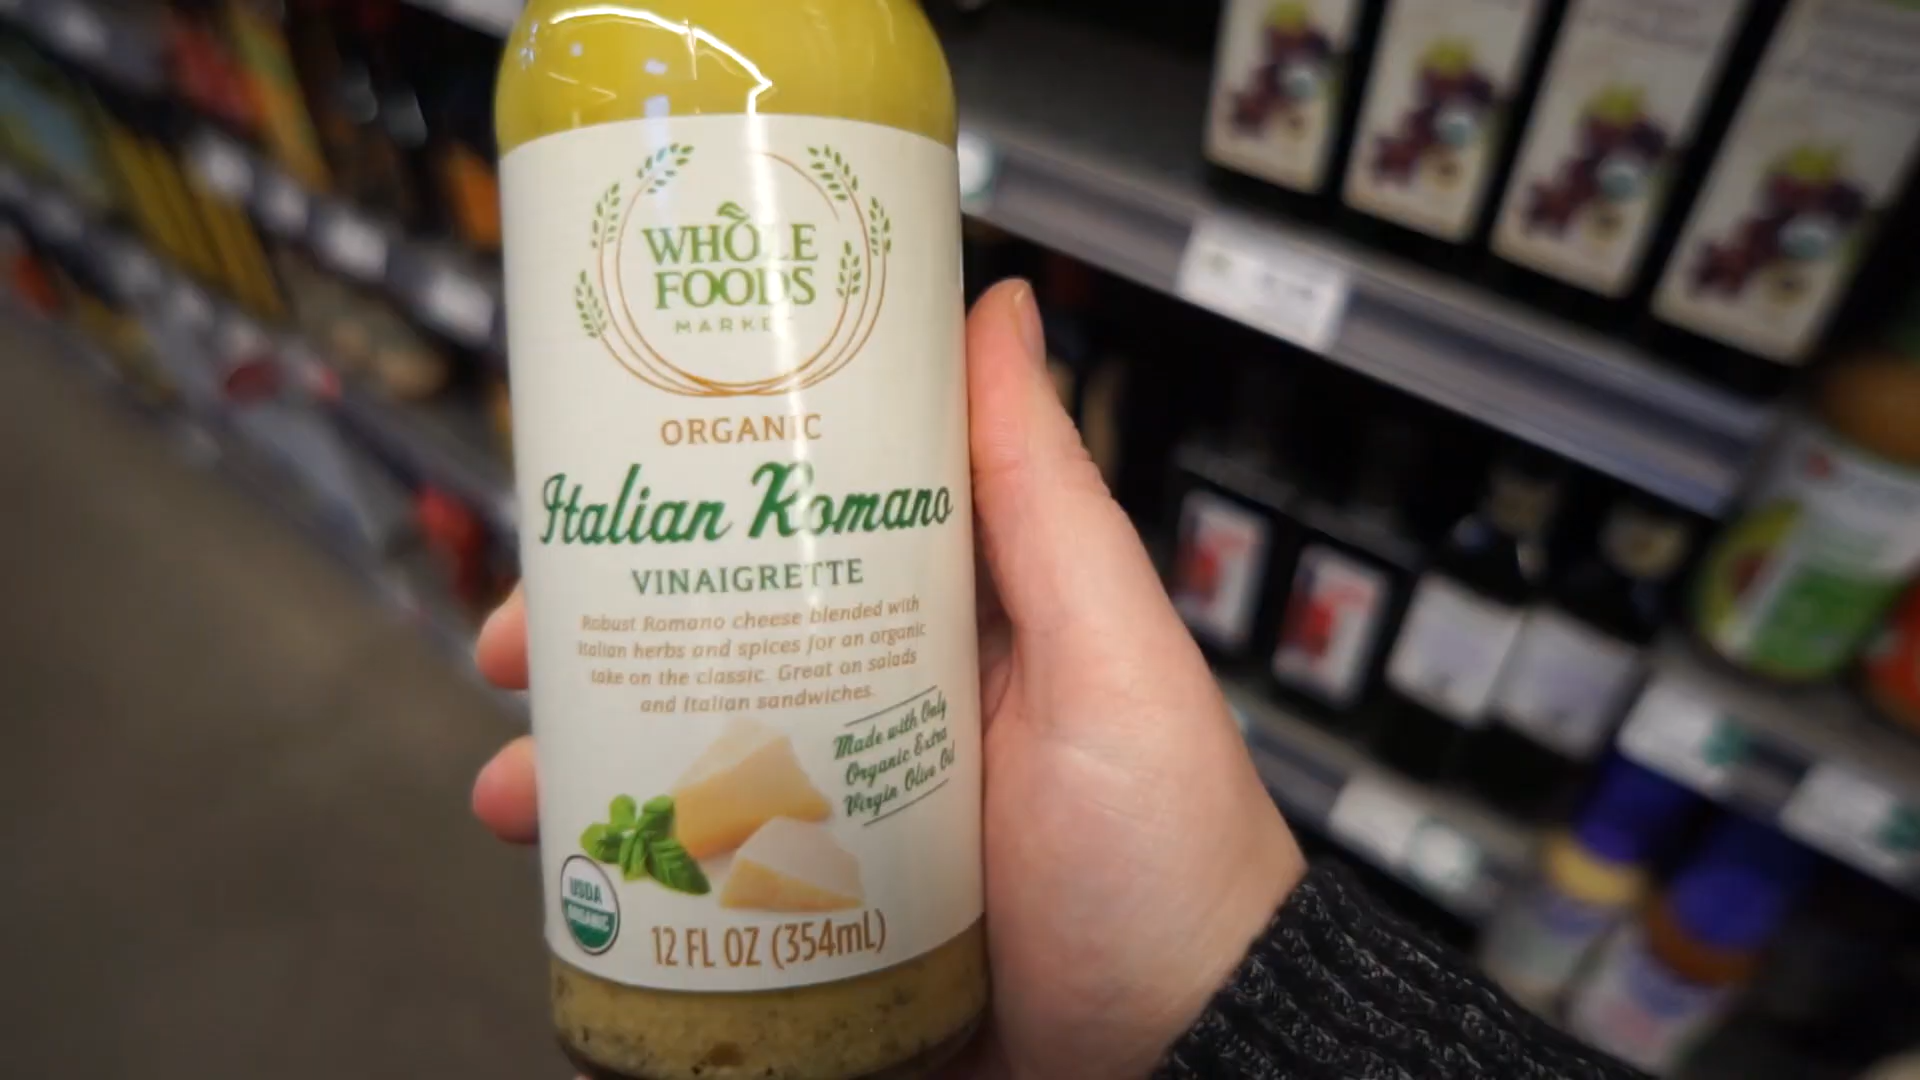 WHOLE
FOODS
MARKET
ORGANIC
Italian Romano
VINAIGRETTE
Robust Romano cheese blended with
Italian herbs and spices for an organic
take on the classic. Great on salads
and Italian sandwiches.
Made with Only
Organic Extra
Virgin Olive Oil
USDA
ORGANIC
12 FL OZ (354mL)